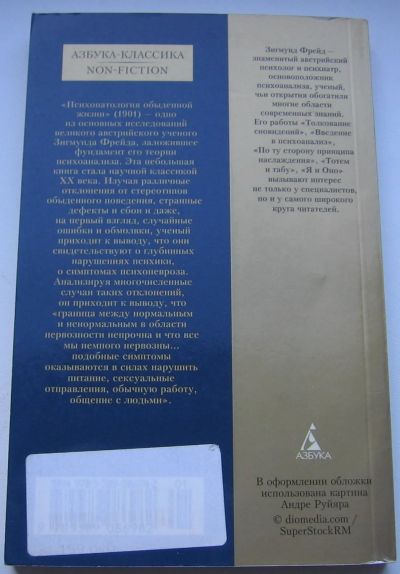 АЗБУКА-КЛАССИКА
NON-FICTION
«Психопатология обыденной
жизни» (1901) — одно
из основных исследований
великого австрийского ученого
Зигмунда Фрейда, заложившее
фундамент его теории
психоанализа. Эта небольшая
книга стала научной классикой
XX века. Изучая различные
отклонения от стереотипов
обыденного поведения, странные
дефекты и сбои и даже,
на первый взгляд, случайные
ошибки и обмолвки, ученый
приходит к выводу, что они
свидетельствуют о глубинных
нарушениях психики,
о симптомах психоневроза.
Анализируя многочисленные
случаи таких отклонений,
он приходит к выводу, что
«граница между нормальным
и ненормальным в области
нервозности непрочна и что все
мы немного нервозны...
подобные симптомы
оказываются в силах нарушить
питание, сексуальные
отправления, обычную работу,
общение с людьми».
Зигмунд Фрейд —
знаменитый австрийский
психолог и психиатр,
основоположник
психоанализа, ученый,
чьи открытия обогатили
многие области
современных знаний.
Его работы «Толкование
сновидений», «Введение
в психоанализ»,
«По ту сторону принципа
наслаждения», «Тотем
и табу», «Я и Оно»
вызывают интерес
не только у специалистов,
но и у самого широкого
круга читателей.
АЗБУКА
В оформлении обложки
использована картина
Андре Руйяра
© diomedia.com /
SuperStockRM